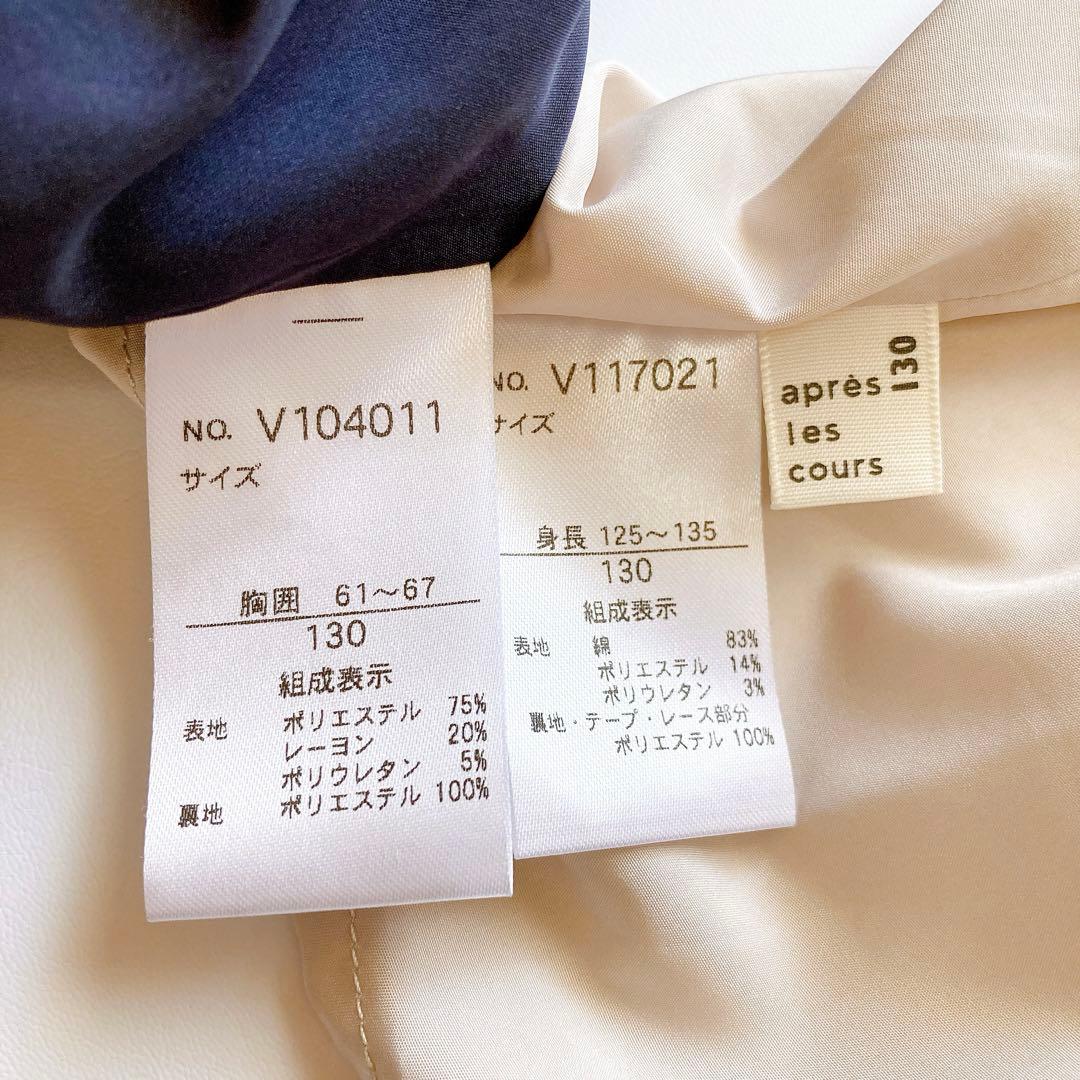 NO. V104011
サイズ
胸囲 61〜67
130
組成表示
表地 ポリエステル 75%
レーヨン 20%
ポリウレタン 5%
裏地 ポリエステル 100%
NO. V117021
サイズ
身長 125〜135
130
組成表示
表地 綿 83%
ポリエステル 14%
ポリウレタン 3%
裏地・テープ・レース部分
ポリエステル 100%
après
les
cours
130